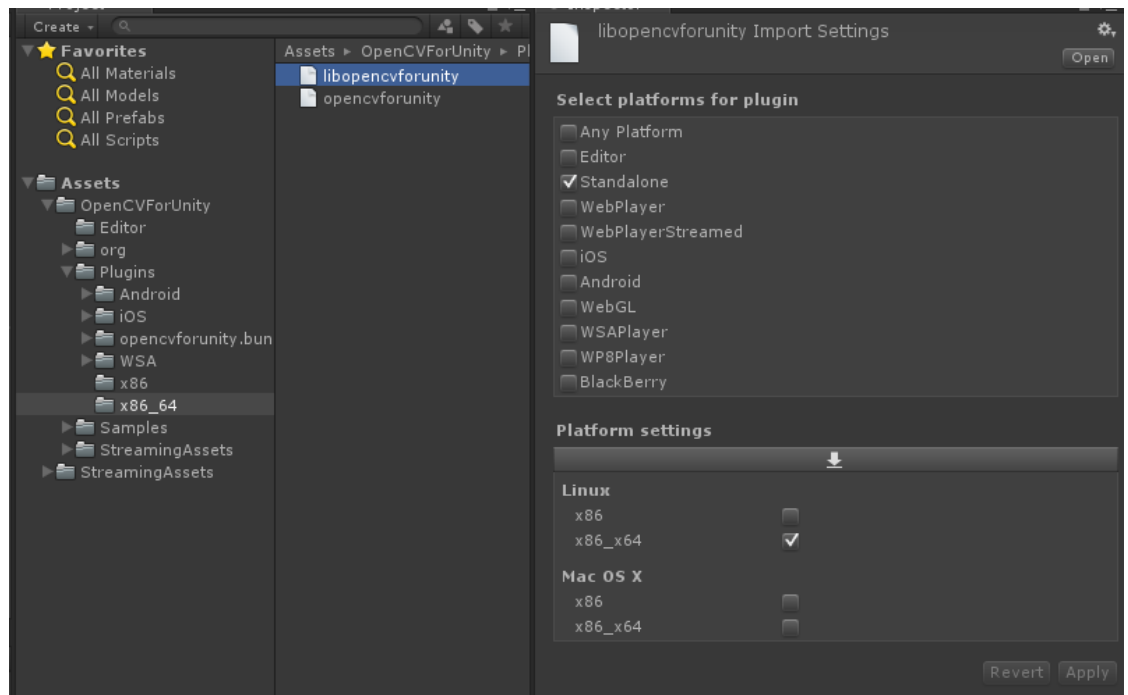 Create
Favorites
All Materials
All Models
All Prefabs
All Scripts
Assets
OpenCVForUnity
Editor
org
Plugins
Android
iOS
opencvforunity.bun
WSA
x86
x86_64
Samples
StreamingAssets
StreamingAssets
Assets ▸ OpenCVForUnity ▸ Pl
libopencvforunity
opencvforunity
libopencvforunity Import Settings
Open
Select platforms for plugin
Any Platform
Editor
Standalone
WebPlayer
WebPlayerStreamed
iOS
Android
WebGL
WSAPlayer
WP8Player
BlackBerry
Platform settings
Linux
x86
x86_x64
Mac OS X
x86
x86_x64
Revert Apply